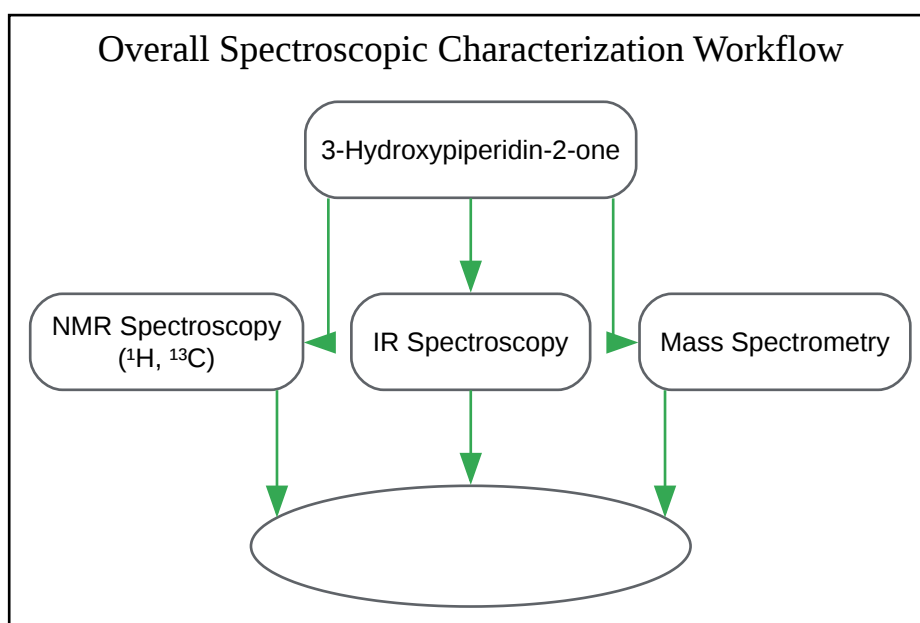 Overall Spectroscopic Characterization Workflow
3-Hydroxypiperidin-2-one
NMR Spectroscopy
(¹H, ¹³C)
IR Spectroscopy
Mass Spectrometry